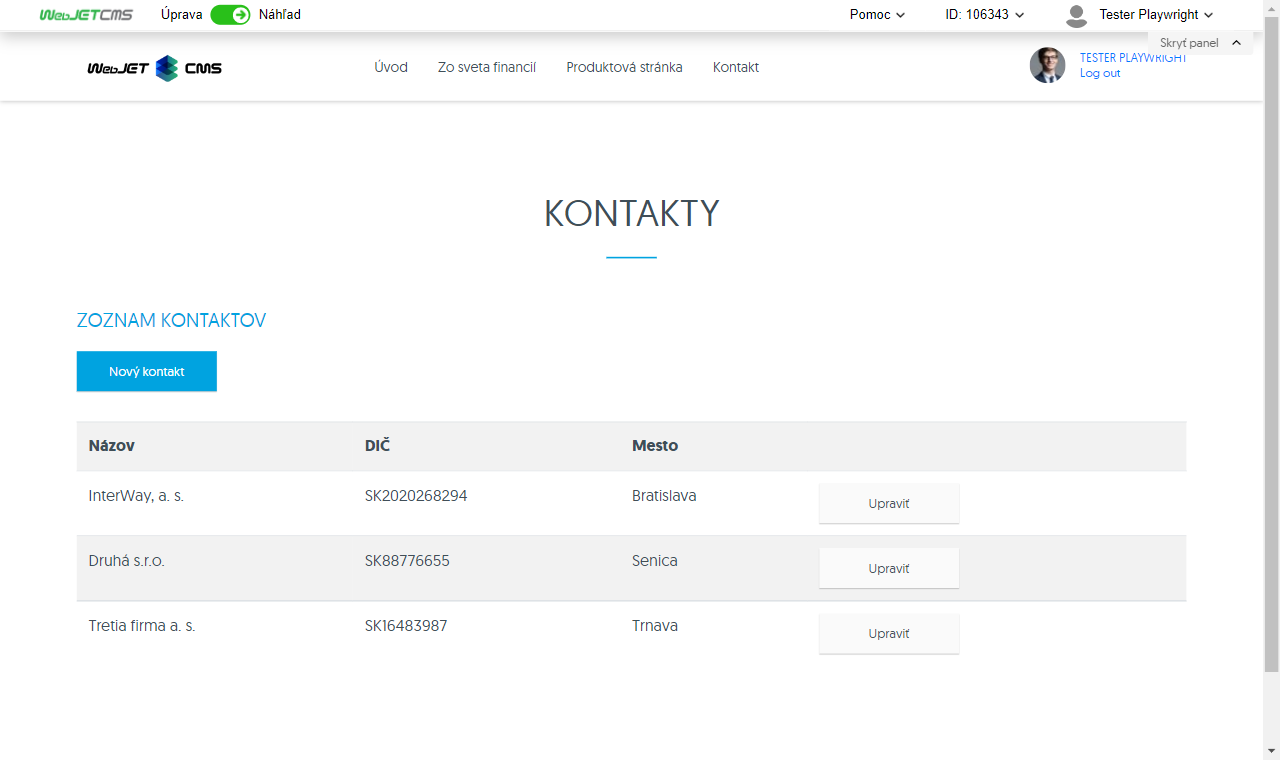 WebJETCMS Úprava Náhľad Pomoc ID: 106343 Tester Playwright
Skryť panel
WebJET CMS Úvod Zo sveta financií Produktová stránka Kontakt TESTER PLAYWRIGHT
Log out
KONTAKTY
ZOZNAM KONTAKTOV
Nový kontakt
Názov DIČ Mesto
InterWay, a. s. SK2020268294 Bratislava Upraviť
Druhá s.r.o. SK88776655 Senica Upraviť
Tretia firma a. s. SK16483987 Trnava Upraviť